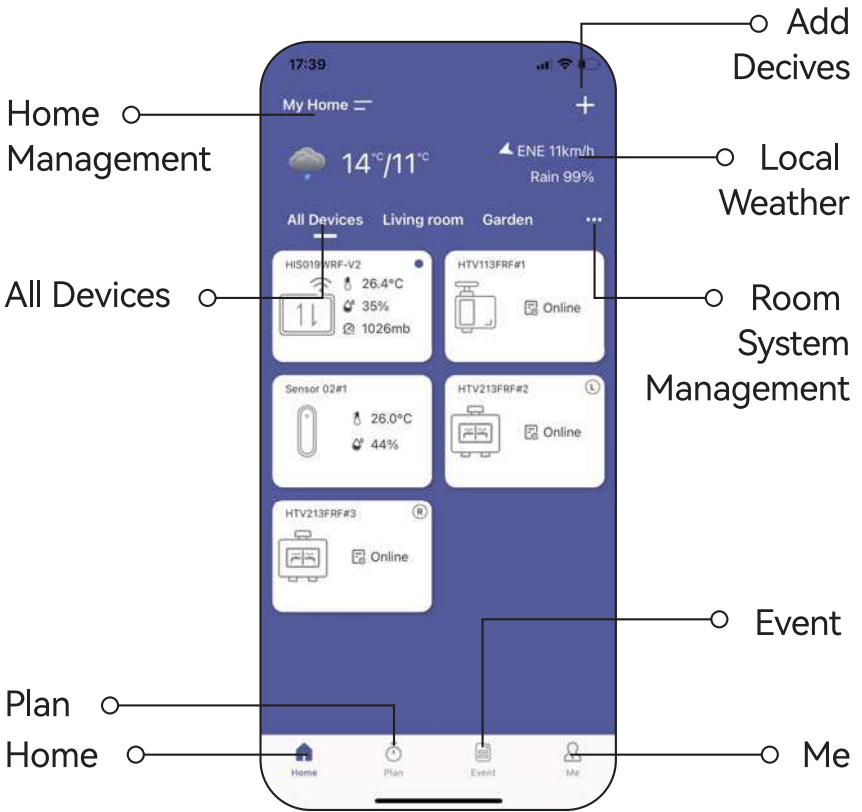 Add
Decives
17:39
My Home
Home
Management
14°C/11°C
ENE 11km/h
Rain 99%
Local
Weather
All Devices Living room Garden
HIS019WRF-V2
26.4°C
35%
1026mb
HTV113FRF#1
Online
All Devices
Room
System
Management
Sensor 02#1
26.0°C
44%
HTV213FRF#2
L
Online
HTV213FRF#3
R
Online
Event
Plan
Home
Me
Home Plan Event Me